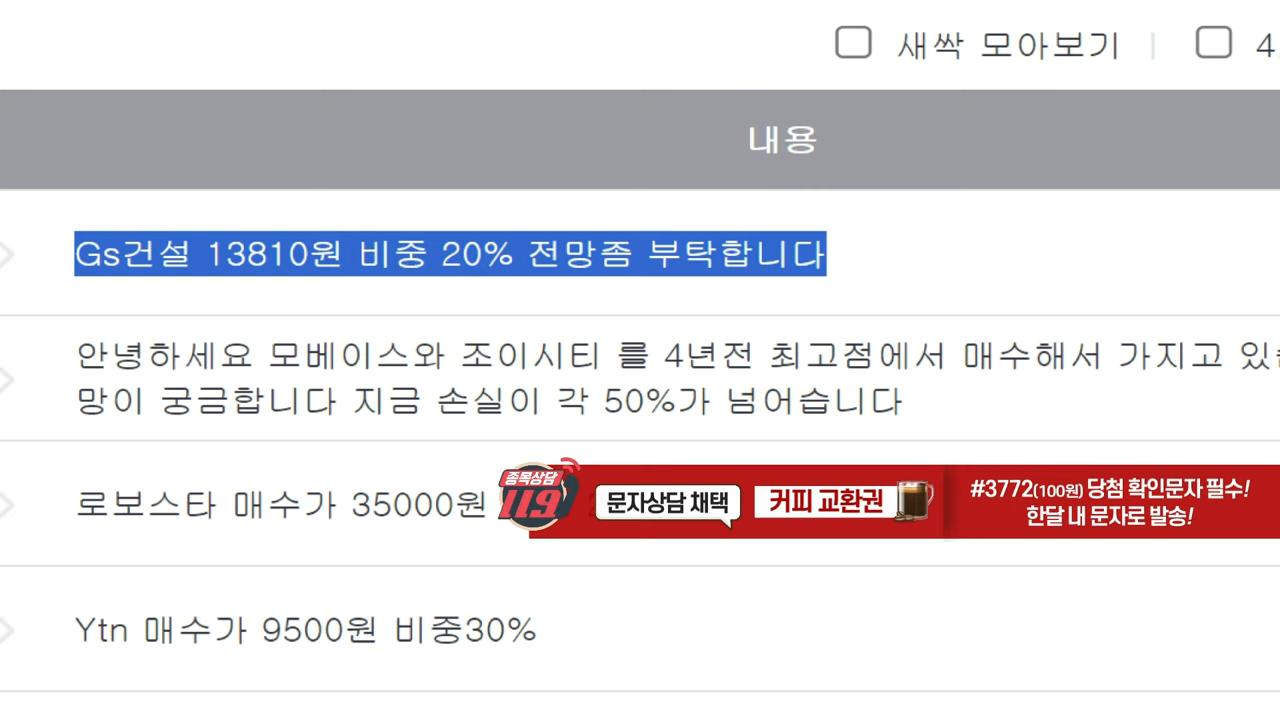 새싹 모아보기
4
내용
Gs건설 13810원 비중 20% 전망좀 부탁합니다
안녕하세요 모베이스와 조이시티 를 4년전 최고점에서 매수해서 가지고
망이 궁금합니다 지금 손실이 각 50%가 넘어습니다
로보스타 매수가 35000원
종목상담
119
문자상담 채택
커피 교환권
#3772(100원) 당첨 확인문자 필수!
한달 내 문자로 발송!
Ytn 매수가 9500원 비중30%